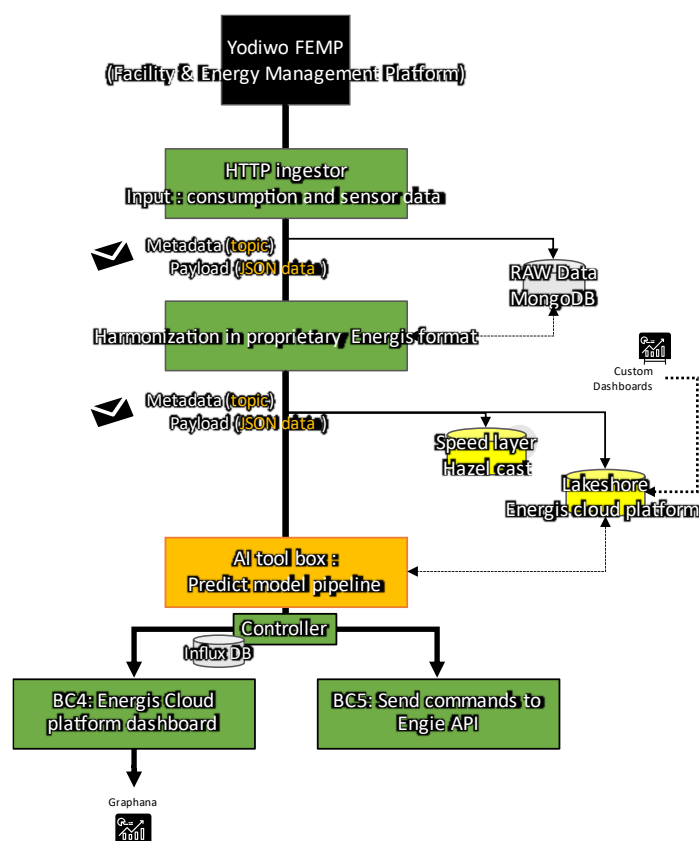 Yodiwo FEMP
(Facility & Energy Management Platform)
HTTP ingestor
Input : consumption and sensor data
Metadata (topic)
Payload (JSON data )
RAW Data
MongoDB
Harmonization in proprietary Energis format
Custom
Dashboards
Metadata (topic)
Payload (JSON data )
Speed layer
Hazel cast
Lakeshore
Energis cloud platform
AI tool box :
Predict model pipeline
Controller
Influx DB
BC4: Energis Cloud
platform dashboard
BC5: Send commands to
Engie API
Graphana